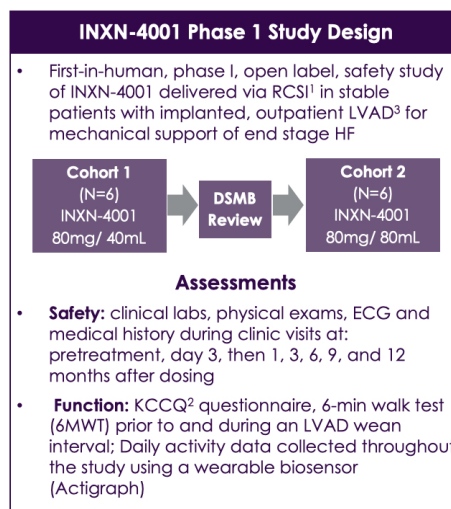 INXN-4001 Phase 1 Study Design
• First-in-human, phase I, open label, safety study
of INXN-4001 delivered via RCSI¹ in stable
patients with implanted, outpatient LVAD³ for
mechanical support of end stage HF
Cohort 1
(N=6)
INXN-4001
80mg/ 40mL
DSMB
Review
Cohort 2
(N=6)
INXN-4001
80mg/ 80mL
Assessments
• Safety: clinical labs, physical exams, ECG and
medical history during clinic visits at:
pretreatment, day 3, then 1, 3, 6, 9, and 12
months after dosing
• Function: KCCQ² questionnaire, 6-min walk test
(6MWT) prior to and during an LVAD wean
interval; Daily activity data collected throughout
the study using a wearable biosensor
(Actigraph)